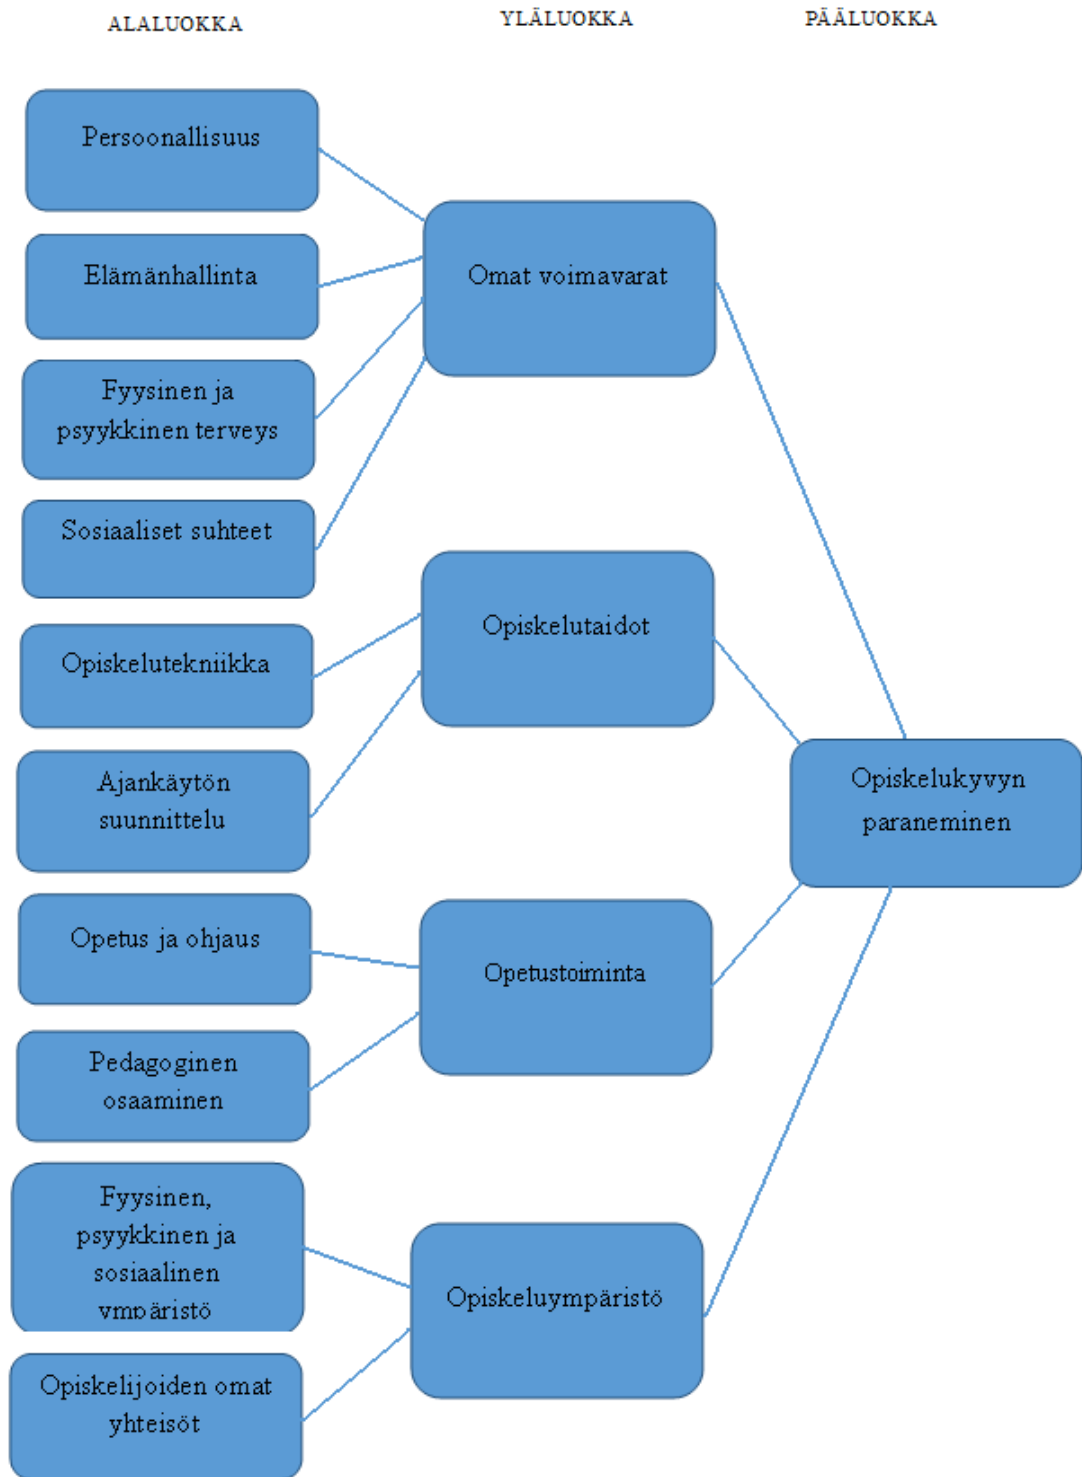 ALALUOKKA
YLÄLUOKKA
PÄÄLUOKKA
Persoonallisuus
Elämänhallinta
Fyysinen ja
psyykkinen terveys
Sosiaaliset suhteet
Opiskelutekniikka
Ajankäytön
suunnittelu
Opetus ja ohjaus
Pedagoginen
osaaminen
Fyysinen,
psyykkinen ja
sosiaalinen
ympäristö
Opiskelijoiden omat
yhteisöt
Omat voimavarat
Opiskelutaidot
Opetustoiminta
Opiskeluympäristö
Opiskelukyvyn
paraneminen